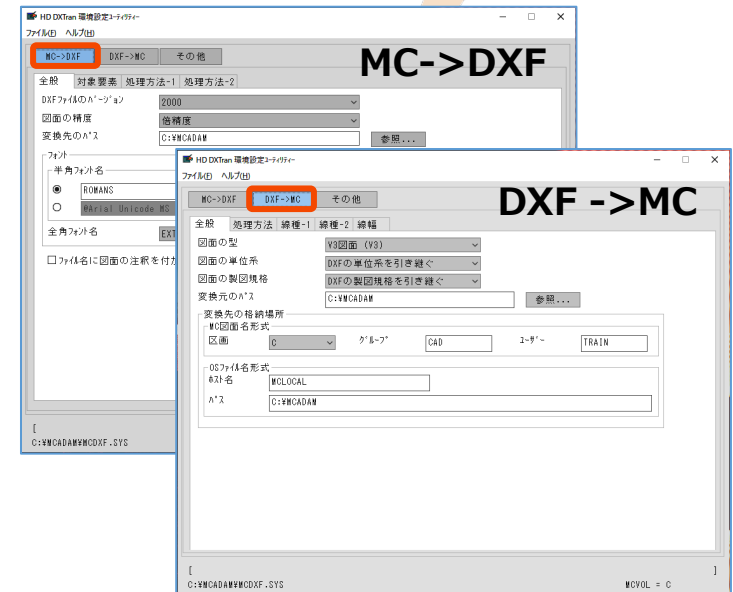 HD DXTran 環境設定ﾕｰﾃｨﾘﾃｨｰ
ﾌｧｲﾙ(F) ﾍﾙﾌﾟ(H)
MC->DXF DXF->MC その他
MC->DXF
全般 対象要素 処理方法-1 処理方法-2
DXFﾌｧｲﾙのﾊﾞｰｼﾞｮﾝ 2000
図面の精度 倍精度
変換先のﾊﾟｽ C:¥MCADAM 参照...
ﾌｫﾝﾄ
半角ﾌｫﾝﾄ名
ROMANS
@Arial Unicode MS
全角ﾌｫﾝﾄ名 EXT
ﾌｧｲﾙ名に図面の注釈を付
[
C:¥MCADAM¥MCDXF.SYS
HD DXTran 環境設定ﾕｰﾃｨﾘﾃｨｰ
ﾌｧｲﾙ(F) ﾍﾙﾌﾟ(H)
MC->DXF DXF->MC その他
DXF ->MC
全般 処理方法 線種-1 線種-2 線幅
図面の型 V3図面 (V3)
図面の単位系 DXFの単位系を引き継ぐ
図面の製図規格 DXFの製図規格を引き継ぐ
変換元のﾊﾟｽ C:¥MCADAM 参照...
変換先の格納場所
MC図面名形式
区画 C ｸﾞﾙｰﾌﾟ CAD ﾕｰｻﾞｰ TRAIN
OSﾌｧｲﾙ名形式
ﾎｽﾄ名 MCLOCAL
ﾊﾟｽ C:¥MCADAM
[ ]
C:¥MCADAM¥MCDXF.SYS MCVOL = C